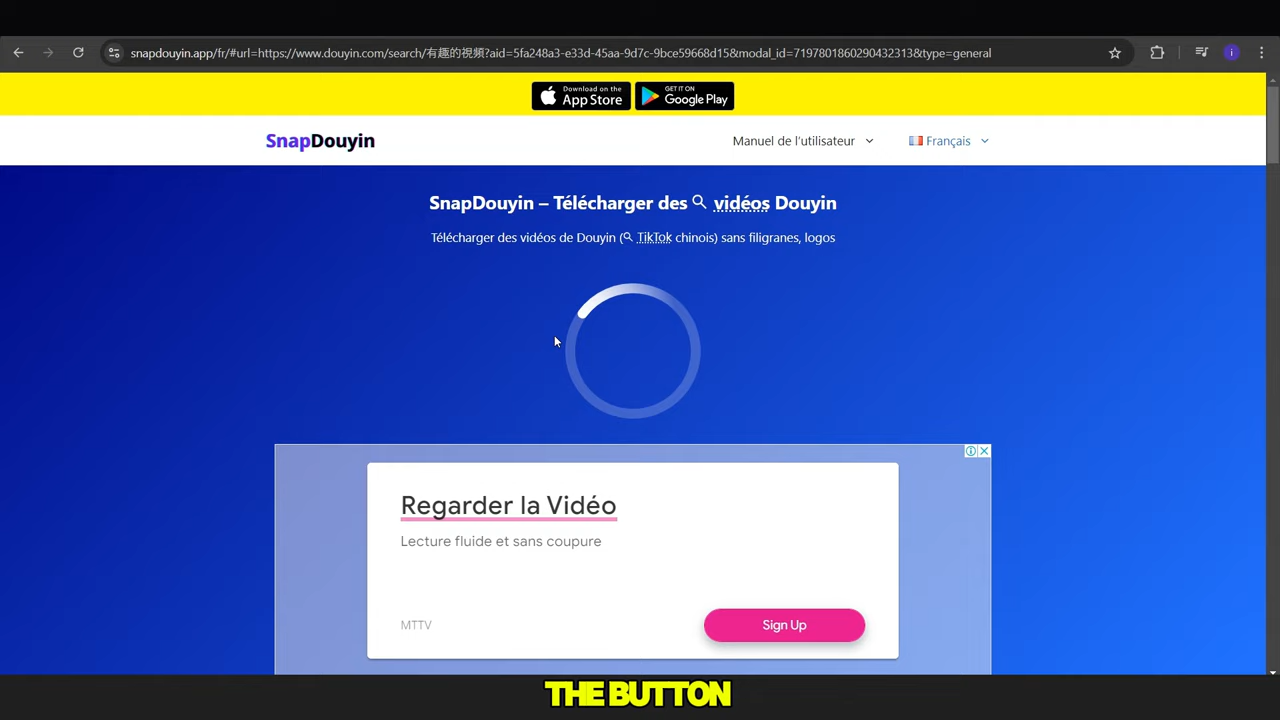 snapdouyin.app/fr/#url=https://www.douyin.com/search/有趣的視頻?aid=5fa248a3-e33d-45aa-9d7c-9bce59668d15&modal_id=7197801860290432313&type=general
i
Download on the
App Store
GET IT ON
Google Play
SnapDouyin
Manuel de l'utilisateur
Français
SnapDouyin – Télécharger des vidéos Douyin
Télécharger des vidéos de Douyin (TikTok chinois) sans filigranes, logos
Regarder la Vidéo
Lecture fluide et sans coupure
MTTV
Sign Up
THE BUTTON